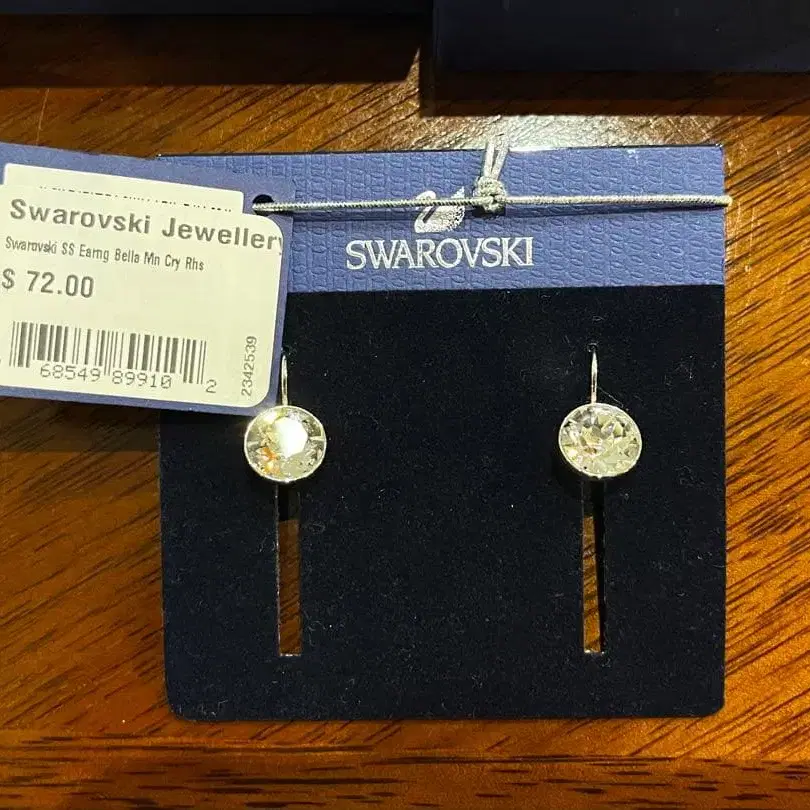 Swarovski Jewellery
Swarovski SS Earng Bella Mn Cry Rhs
$ 72.00
68549 89910 2
2342539
SWAROVSKI